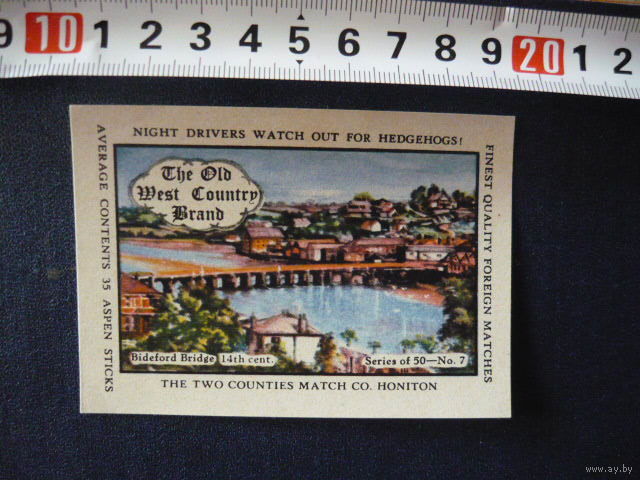 9 10 1 2 3 4 5 6 7 8 9 20 1 2
NIGHT DRIVERS WATCH OUT FOR HEDGEHOGS!
AVERAGE CONTENTS 35 ASPEN STICKS
The Old
West Country
Brand
FINEST QUALITY FOREIGN MATCHES
Bideford Bridge 14th cent.
Series of 50—No. 7
THE TWO COUNTIES MATCH CO. HONITON
www.ay.by